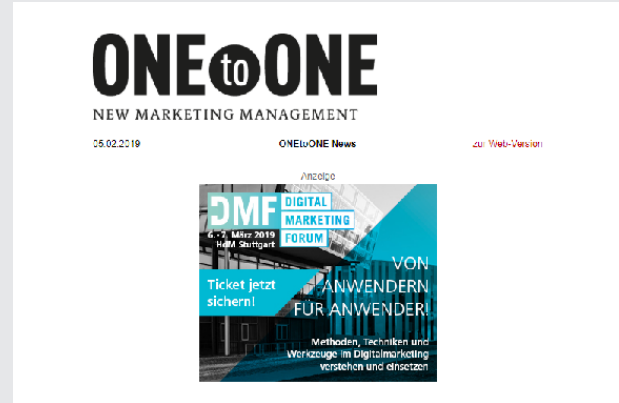 ONEtoONE
NEW MARKETING MANAGEMENT
05.02.2019 ONEtoONE News zur Web-Version
Anzeige
DMF DIGITAL MARKETING FORUM
6. - 7. März 2019
HdM Stuttgart
Ticket jetzt
sichern!
VON
ANWENDERN
FÜR ANWENDER!
Methoden, Techniken und
Werkzeuge im Digitalmarketing
verstehen und einsetzen